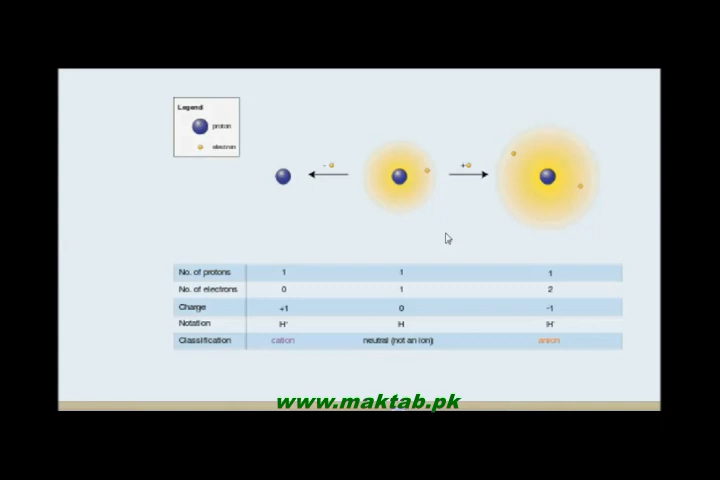 Legend
proton
electron
-
+
No. of protons 1 1 1
No. of electrons 0 1 2
Charge +1 0 -1
Notation H⁺ H H⁻
Classification cation neutral (not an ion) anion
www.maktab.pk